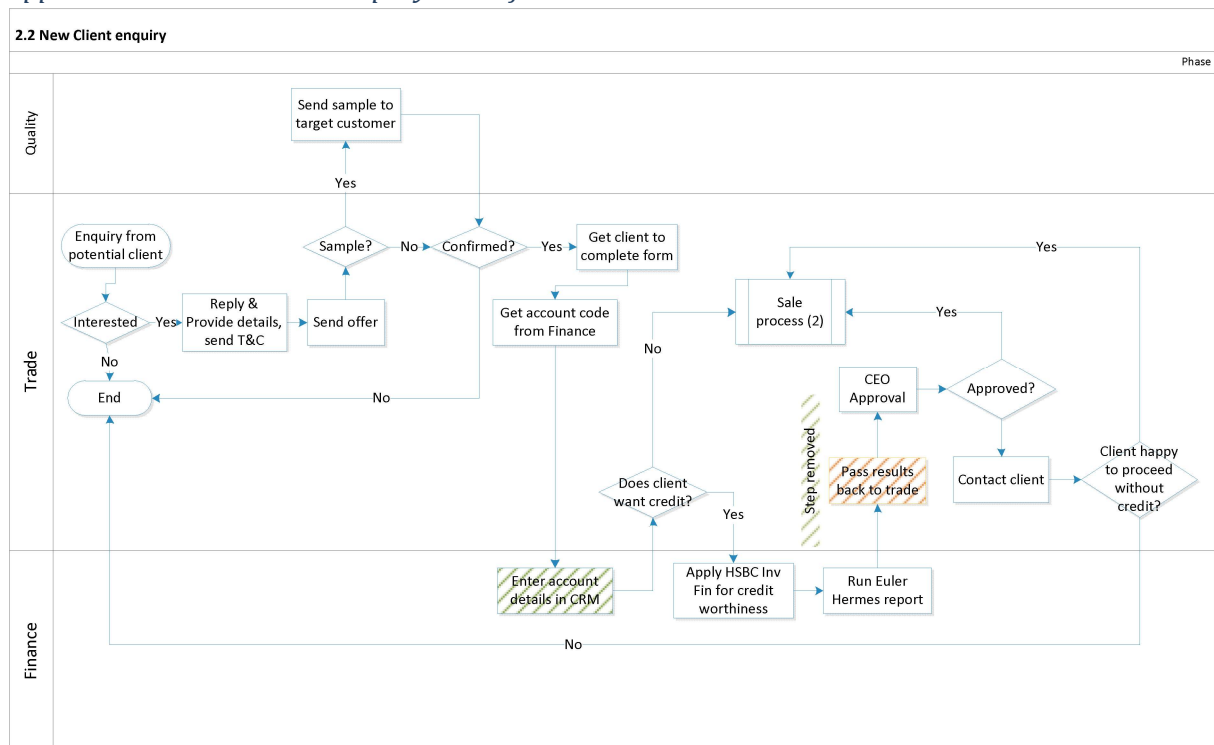 2.2 New Client enquiry
Phase
Quality
Send sample to
target customer
Yes
Trade
Enquiry from
potential client
Sample?
No
Confirmed?
Yes
Get client to
complete form
Yes
Interested
Yes
Reply &
Provide details,
send T&C
Send offer
Get account code
from Finance
Sale
process (2)
Yes
No
No
End
No
CEO
Approval
Approved?
Step removed
Pass results
back to trade
Contact client
Client happy
to proceed
without
credit?
Does client
want credit?
Yes
Finance
Enter account
details in CRM
Apply HSBC Inv
Fin for credit
worthiness
Run Euler
Hermes report
No